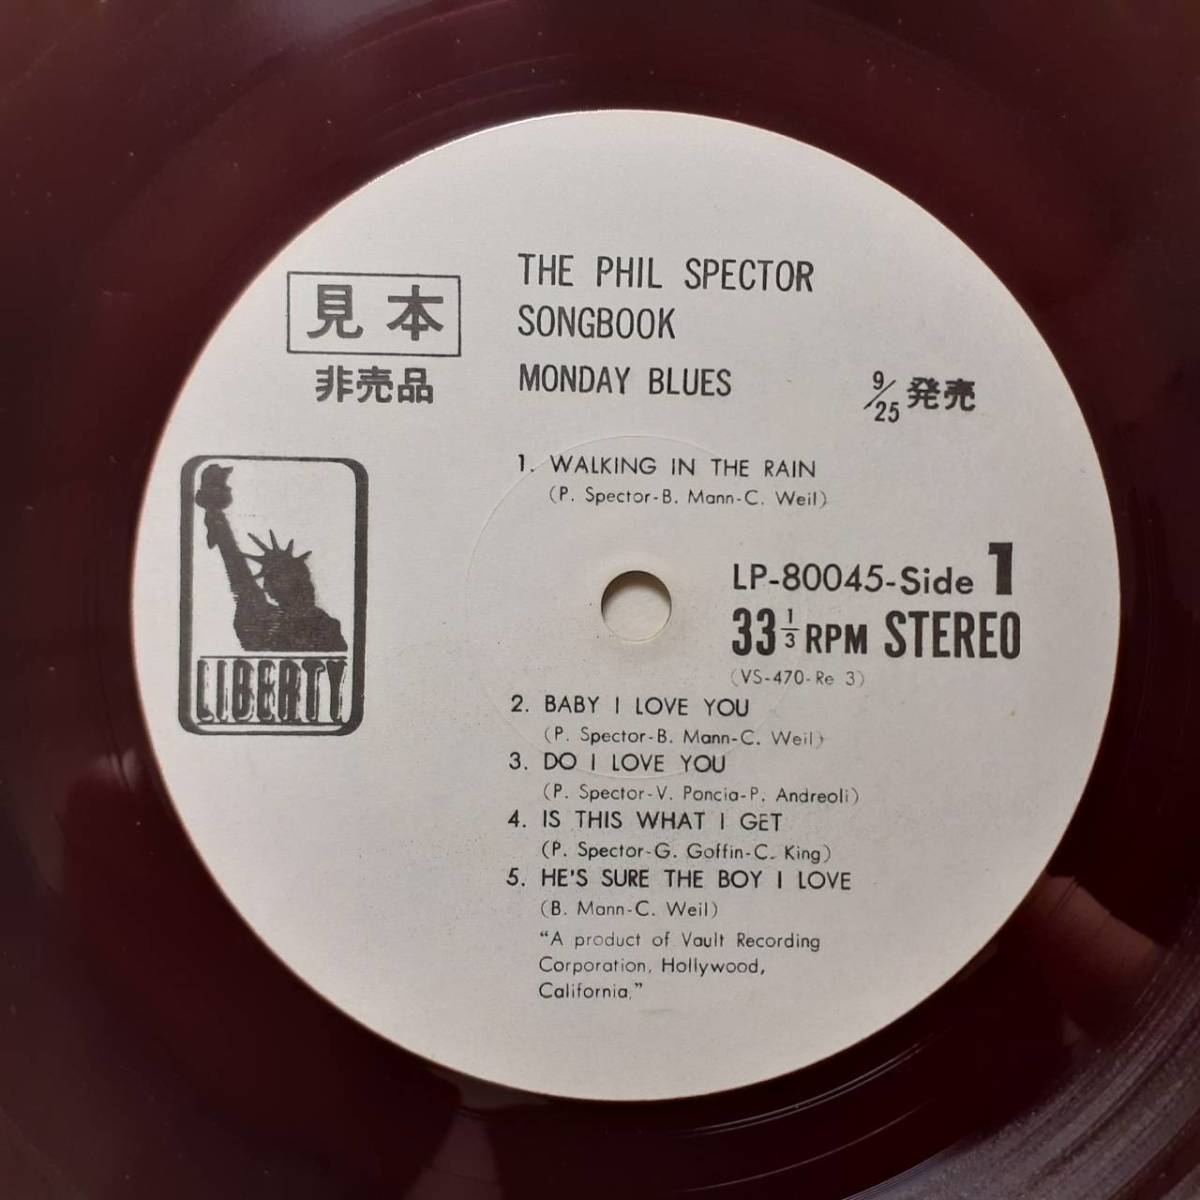 見本
非売品
THE PHIL SPECTOR
SONGBOOK
MONDAY BLUES
9/25 発売
1. WALKING IN THE RAIN
(P. Spector-B. Mann-C. Weil)
LP-80045-Side 1
33 1/3 RPM STEREO
(VS-470-Re 3)
LIBERTY
2. BABY I LOVE YOU
(P. Spector-B. Mann-C. Weil)
3. DO I LOVE YOU
(P. Spector-V. Poncia-P. Andreoli)
4. IS THIS WHAT I GET
(P. Spector-G. Goffin-C. King)
5. HE'S SURE THE BOY I LOVE
(B. Mann-C. Weil)
"A product of Vault Recording
Corporation, Hollywood,
California."